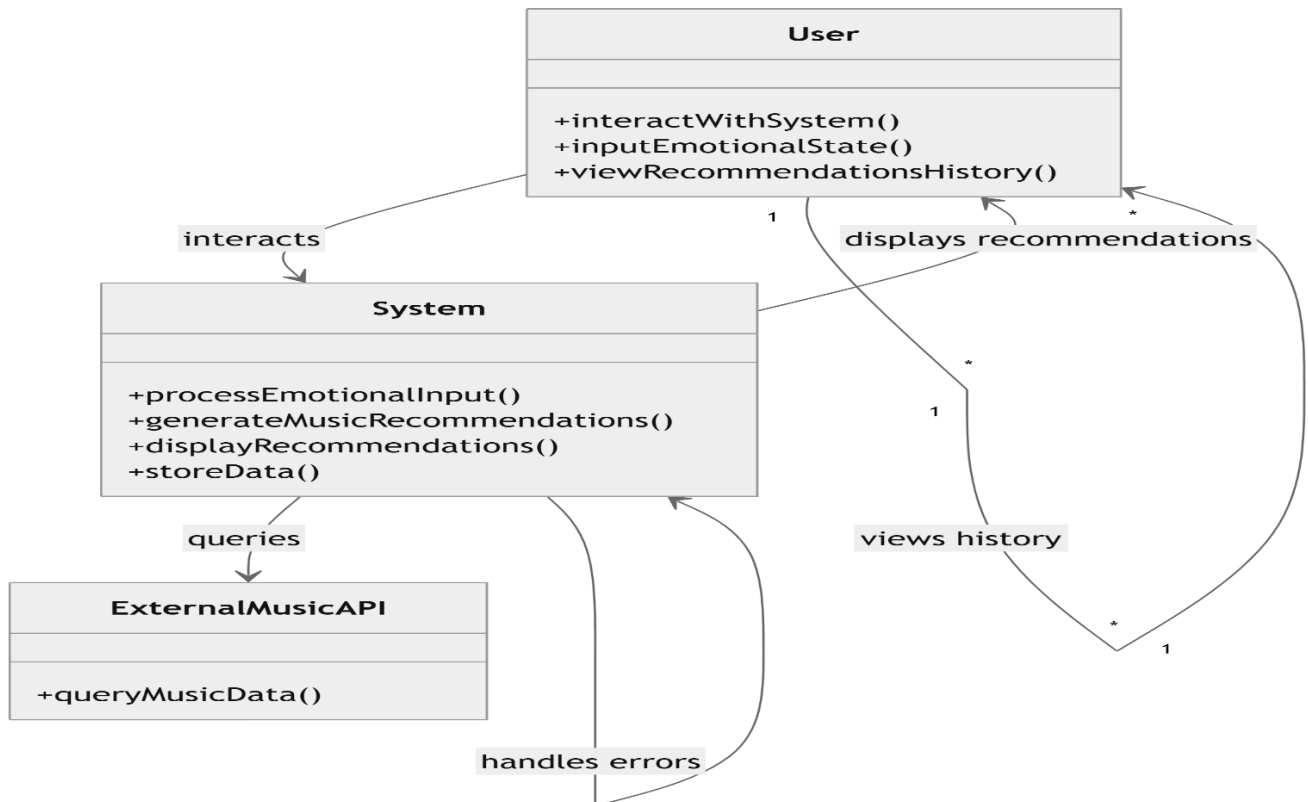 User
+interactWithSystem()
+inputEmotionalState()
+viewRecommendationsHistory()
1
*
interacts
displays recommendations
System
+processEmotionalInput()
+generateMusicRecommendations()
+displayRecommendations()
+storeData()
*
1
queries
views history
ExternalMusicAPI
+queryMusicData()
*
1
handles errors